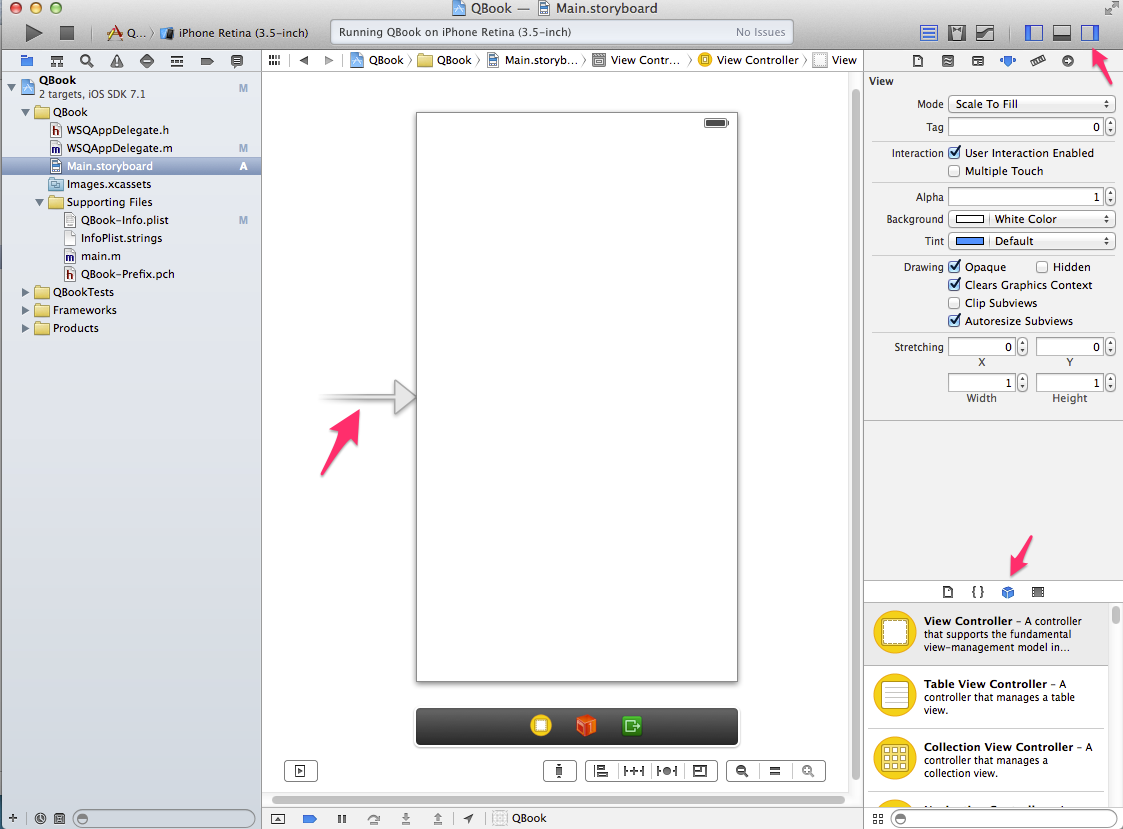 QBook — Main.storyboard
Q... iPhone Retina (3.5-inch)
Running QBook on iPhone Retina (3.5-inch) No Issues
QBook QBook Main.storyb... View Contr... View Controller View
QBook
2 targets, iOS SDK 7.1 M
QBook
WSQAppDelegate.h
WSQAppDelegate.m M
Main.storyboard A
Images.xcassets
Supporting Files
QBook-Info.plist M
InfoPlist.strings
main.m
QBook-Prefix.pch
QBookTests
Frameworks
Products
View
Mode Scale To Fill
Tag 0
Interaction User Interaction Enabled
Multiple Touch
Alpha 1
Background White Color
Tint Default
Drawing Opaque Hidden
Clears Graphics Context
Clip Subviews
Autoresize Subviews
Stretching 0 0
X Y
1 1
Width Height
View Controller – A controller
that supports the fundamental
view-management model in...
Table View Controller – A
controller that manages a table
view.
Collection View Controller – A
controller that manages a
collection view.
QBook